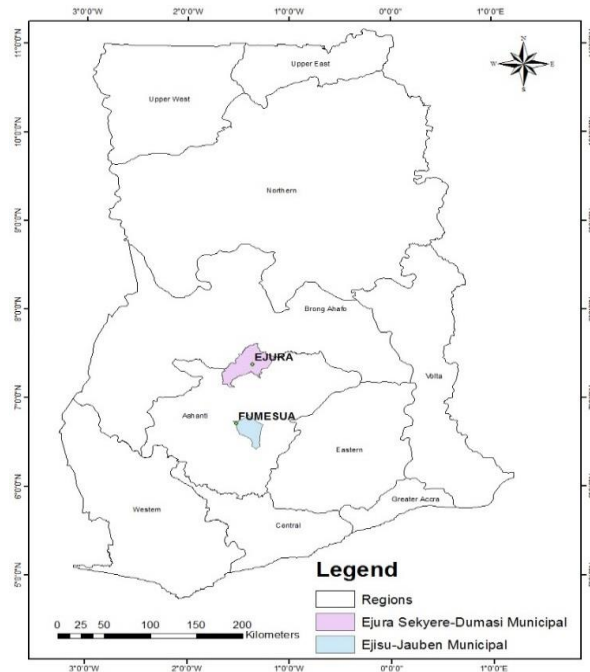 3°0'0"W 2°0'0"W 1°0'0"W 0°0'0" 1°0'0"E
11°0'0"N
10°0'0"N
9°0'0"N
8°0'0"N
7°0'0"N
6°0'0"N
5°0'0"N
N
W E
S
Upper East
Upper West
Northern
Brong Ahafo
EJURA
Volta
Ashanti
FUMESUA
Eastern
Western
Greater Accra
Central
Legend
Regions
Ejura Sekyere-Dumasi Municipal
Ejisu-Jauben Municipal
0 25 50 100 150 200
Kilometers
3°0'0"W 2°0'0"W 1°0'0"W 0°0'0" 1°0'0"E